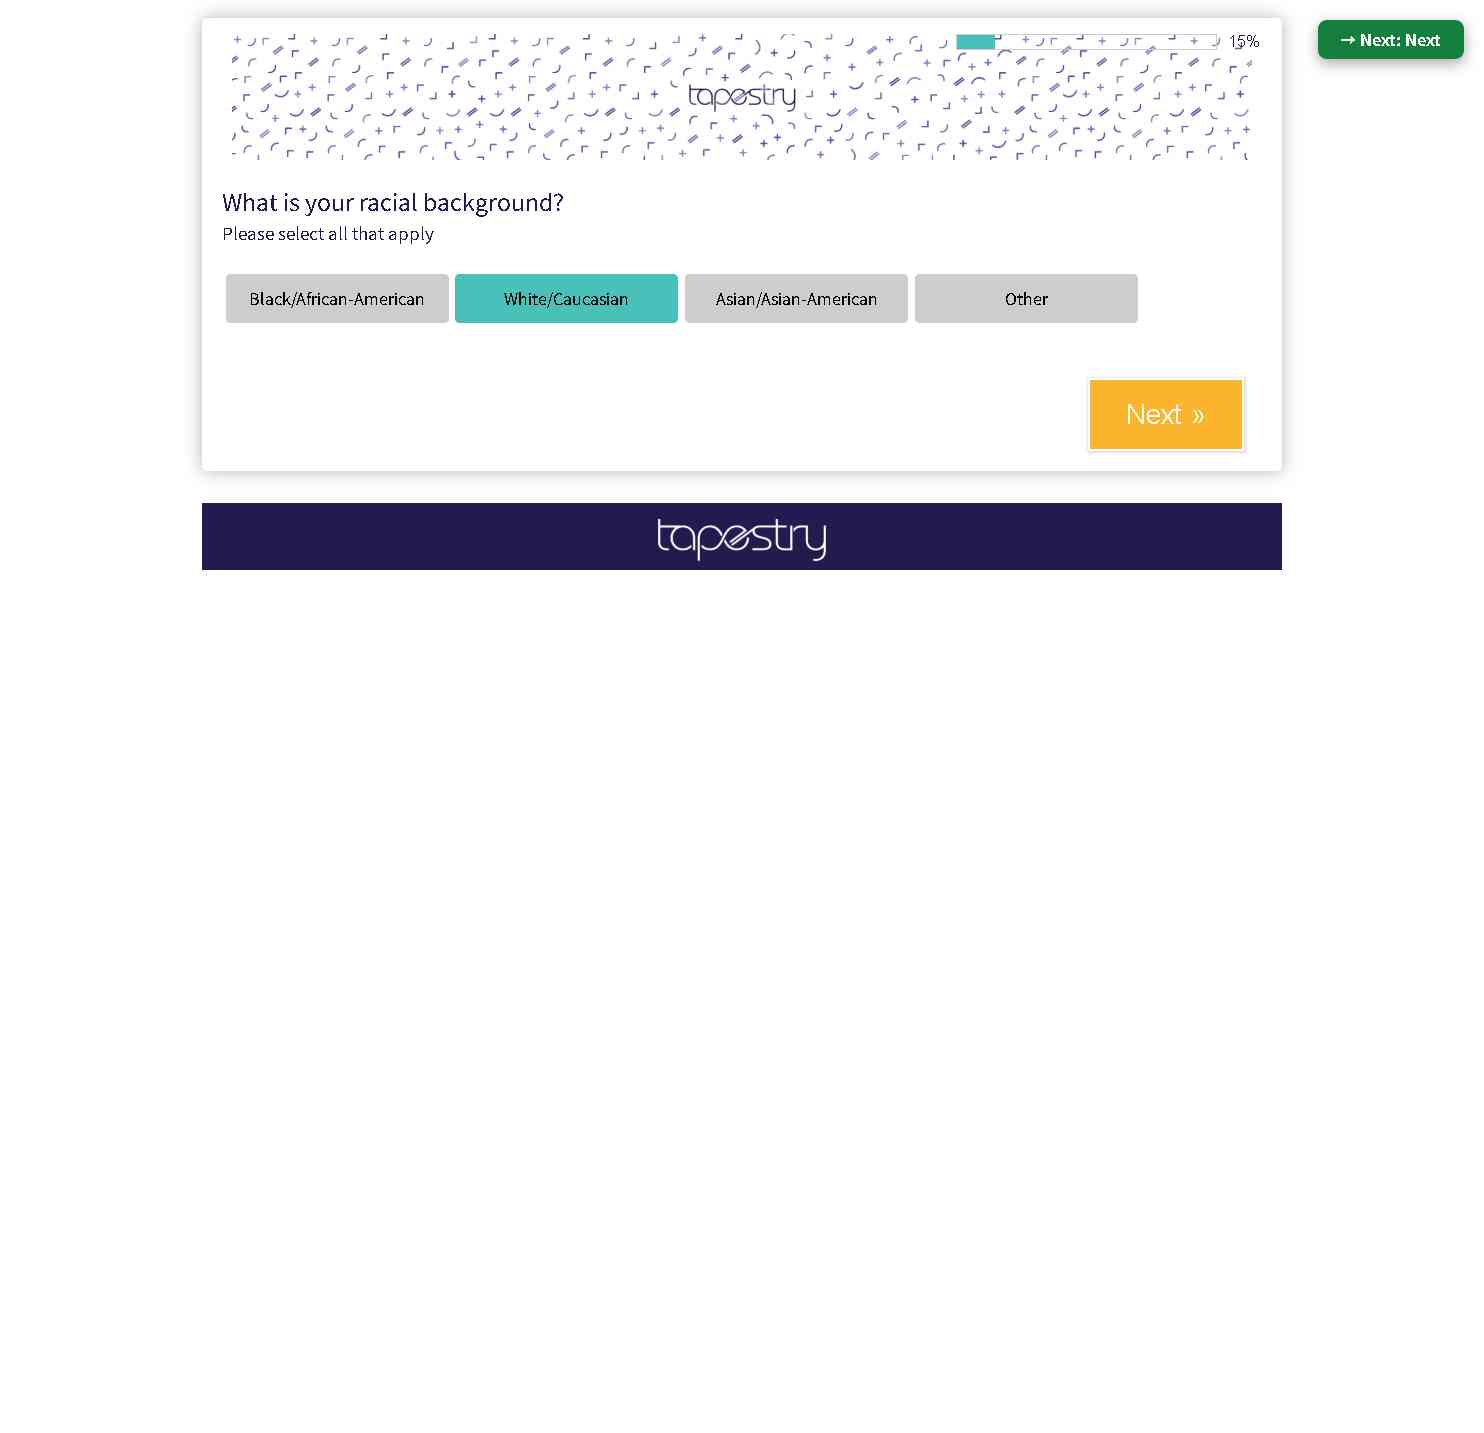 15%
→ Next: Next
tapestry
What is your racial background?
Please select all that apply
Black/African-American
White/Caucasian
Asian/Asian-American
Other
Next »
tapestry